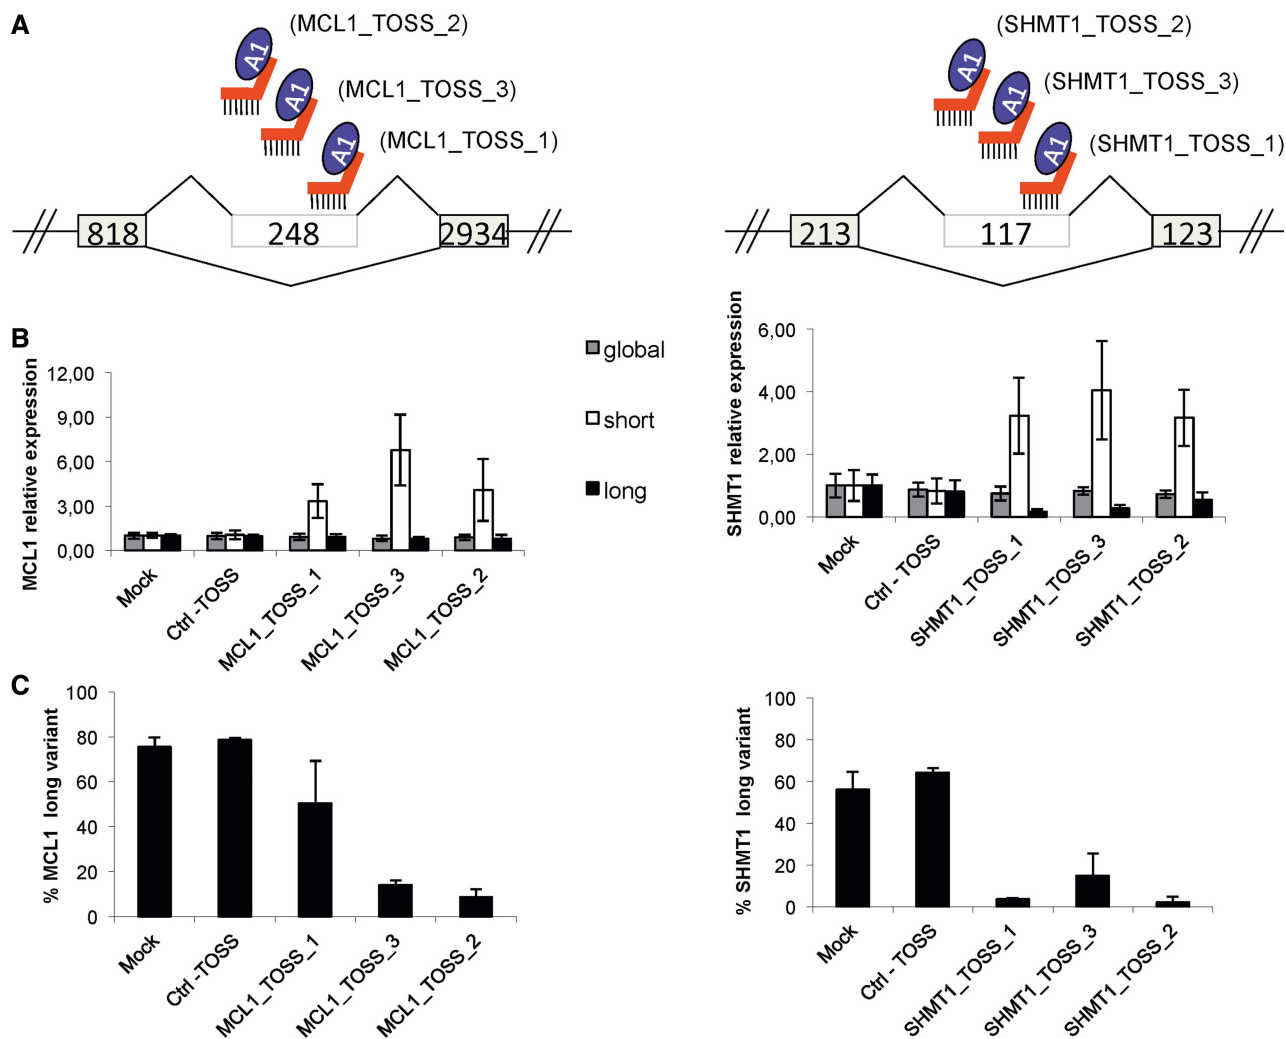 A
(MCL1_TOSS_2)
A1
(MCL1_TOSS_3)
A1
(MCL1_TOSS_1)
A1
818
248
2934
(SHMT1_TOSS_2)
A1
(SHMT1_TOSS_3)
A1
(SHMT1_TOSS_1)
A1
213
117
123
B
MCL1 relative expression
12,00
9,00
6,00
3,00
0,00
Mock
Ctrl -TOSS
MCL1_TOSS_1
MCL1_TOSS_3
MCL1_TOSS_2
global
short
long
SHMT1 relative expression
6,00
4,00
2,00
0,00
Mock
Ctrl - TOSS
SHMT1_TOSS_1
SHMT1_TOSS_3
SHMT1_TOSS_2
C
% MCL1 long variant
100
80
60
40
20
0
Mock
Ctrl -TOSS
MCL1_TOSS_1
MCL1_TOSS_3
MCL1_TOSS_2
% SHMT1 long variant
100
80
60
40
20
0
Mock
Ctrl - TOSS
SHMT1_TOSS_1
SHMT1_TOSS_3
SHMT1_TOSS_2